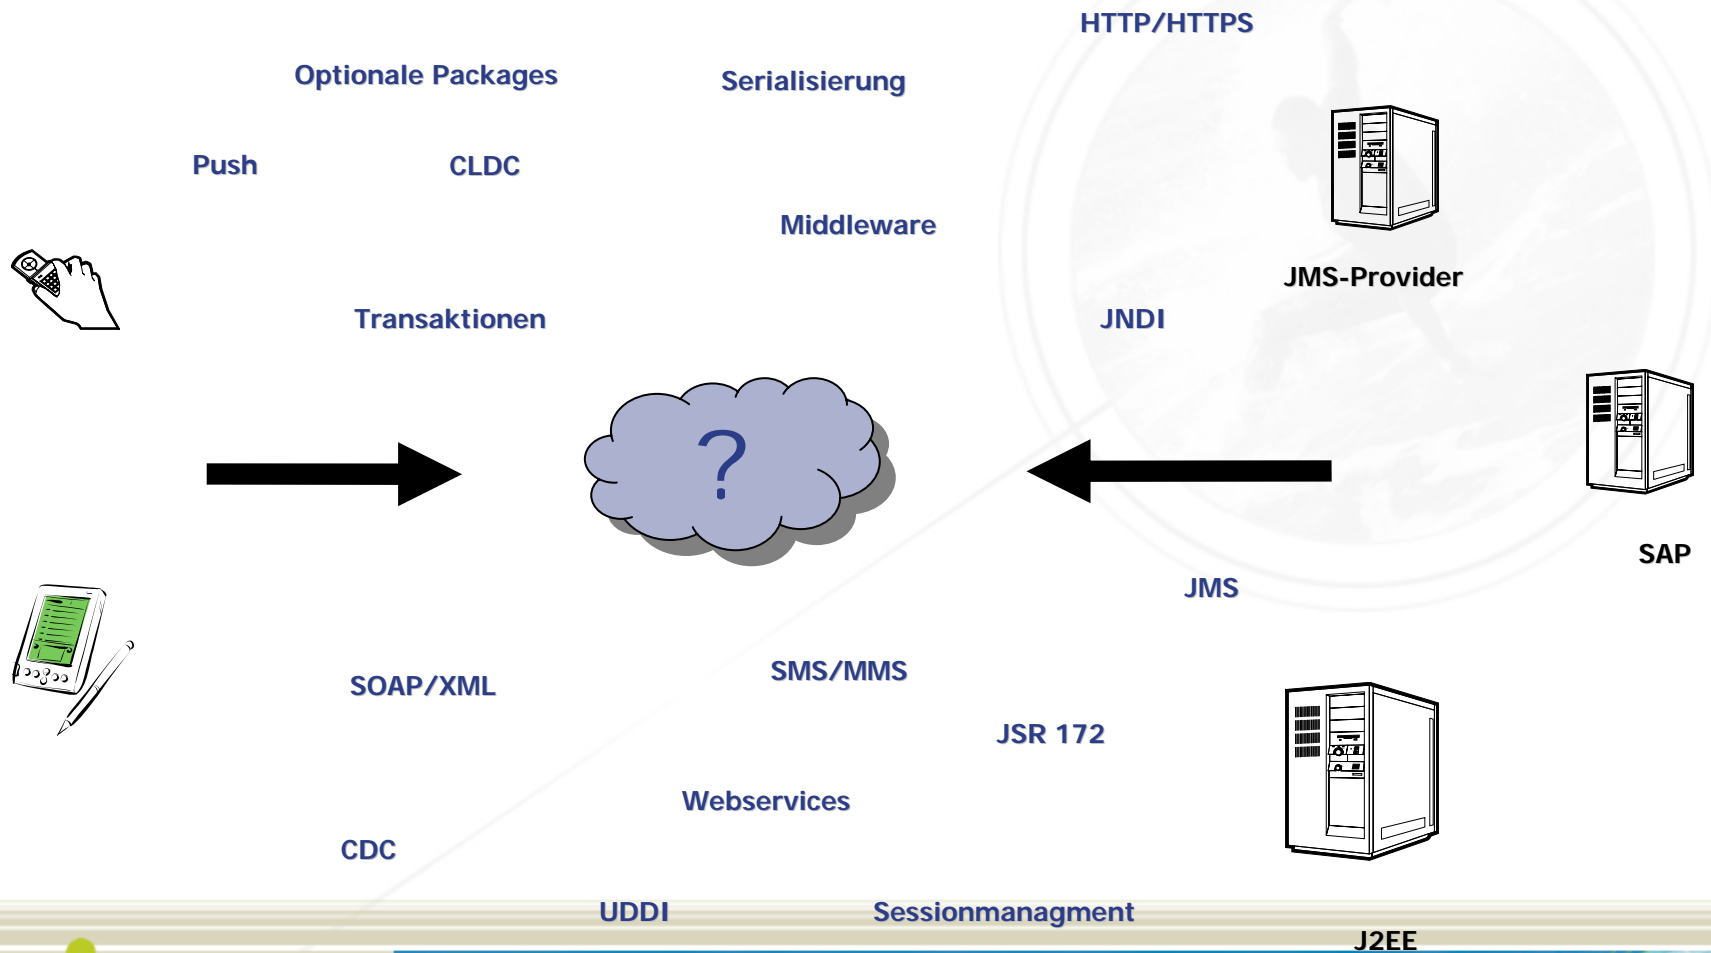 HTTP/HTTPS
Optionale Packages
Serialisierung
Push
CLDC
Middleware
JMS-Provider
Transaktionen
JNDI
?
SAP
JMS
SOAP/XML
SMS/MMS
JSR 172
Webservices
CDC
UDDI
Sessionmanagment
J2EE